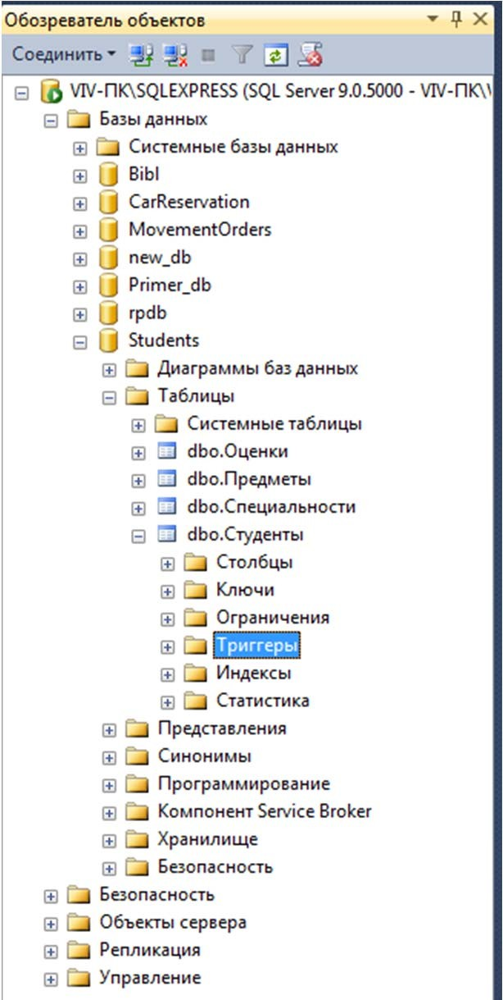 Обозреватель объектов
Соединить
VIV-ПК\SQLEXPRESS (SQL Server 9.0.5000 - VIV-ПК\
Базы данных
Системные базы данных
Bibl
CarReservation
MovementOrders
new_db
Primer_db
rpdb
Students
Диаграммы баз данных
Таблицы
Системные таблицы
dbo.Оценки
dbo.Предметы
dbo.Специальности
dbo.Студенты
Столбцы
Ключи
Ограничения
Триггеры
Индексы
Статистика
Представления
Синонимы
Программирование
Компонент Service Broker
Хранилище
Безопасность
Безопасность
Объекты сервера
Репликация
Управление